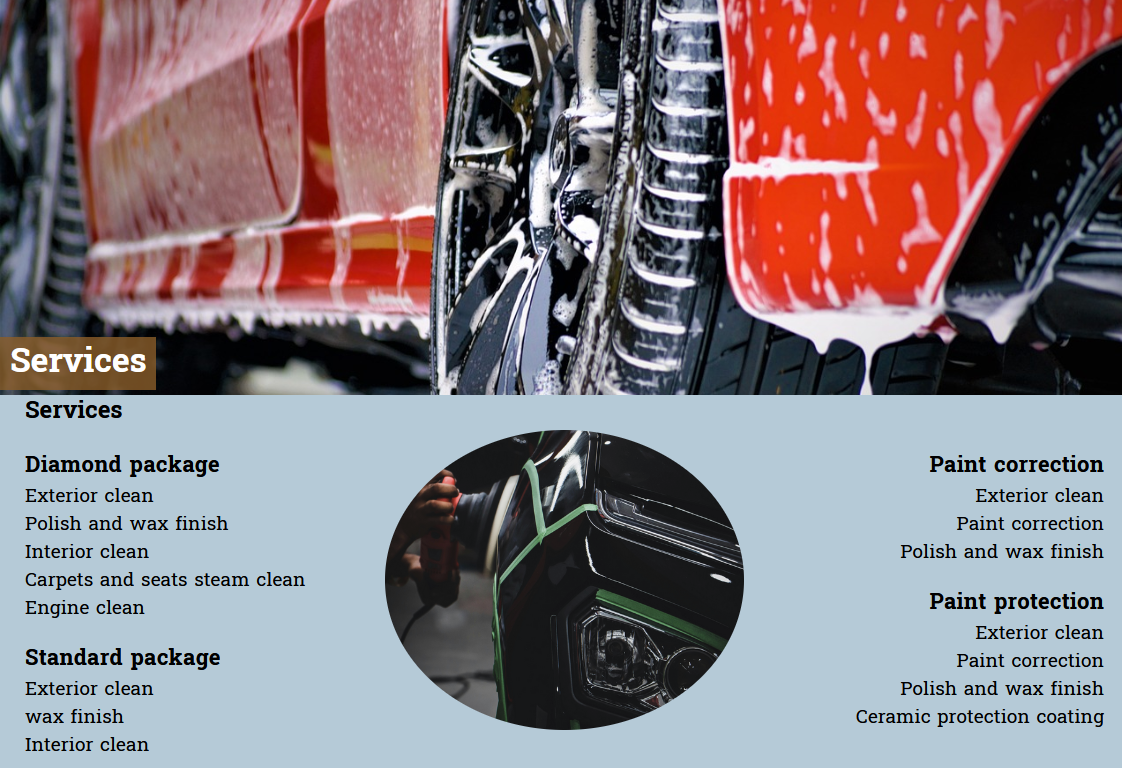 Services
Services
Diamond package
Exterior clean
Polish and wax finish
Interior clean
Carpets and seats steam clean
Engine clean
Standard package
Exterior clean
wax finish
Interior clean
Paint correction
Exterior clean
Paint correction
Polish and wax finish
Paint protection
Exterior clean
Paint correction
Polish and wax finish
Ceramic protection coating